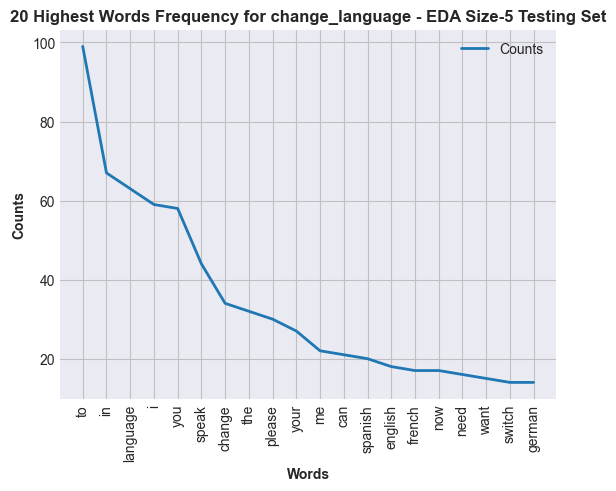 20 Highest Words Frequency for change_language - EDA Size-5 Testing Set
Counts
100
80
60
40
20
Counts
to
in
language
i
you
speak
change
the
please
your
me
can
spanish
english
french
now
need
want
switch
german
Words